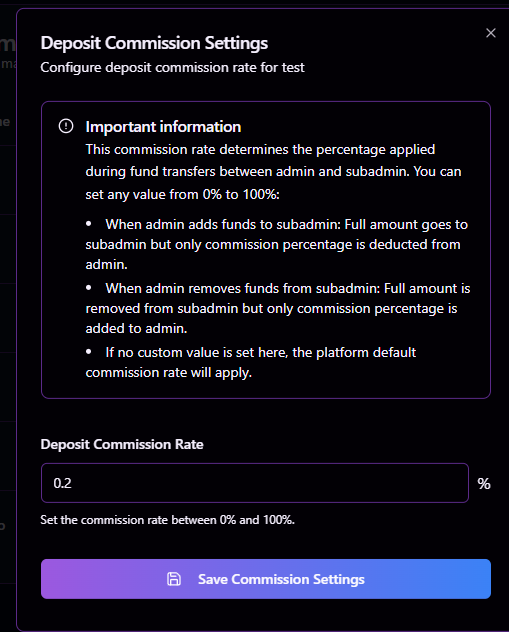 Deposit Commission Settings
Configure deposit commission rate for test
Important information
This commission rate determines the percentage applied
during fund transfers between admin and subadmin. You can
set any value from 0% to 100%:
• When admin adds funds to subadmin: Full amount goes to
subadmin but only commission percentage is deducted from
admin.
• When admin removes funds from subadmin: Full amount is
removed from subadmin but only commission percentage is
added to admin.
• If no custom value is set here, the platform default
commission rate will apply.
Deposit Commission Rate
0.2 %
Set the commission rate between 0% and 100%.
Save Commission Settings